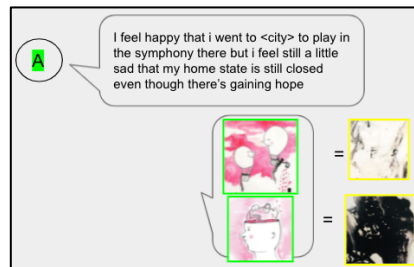 I feel happy that i went to <city> to play in
the symphony there but i feel still a little
sad that my home state is still closed
even though there's gaining hope
A
=
=